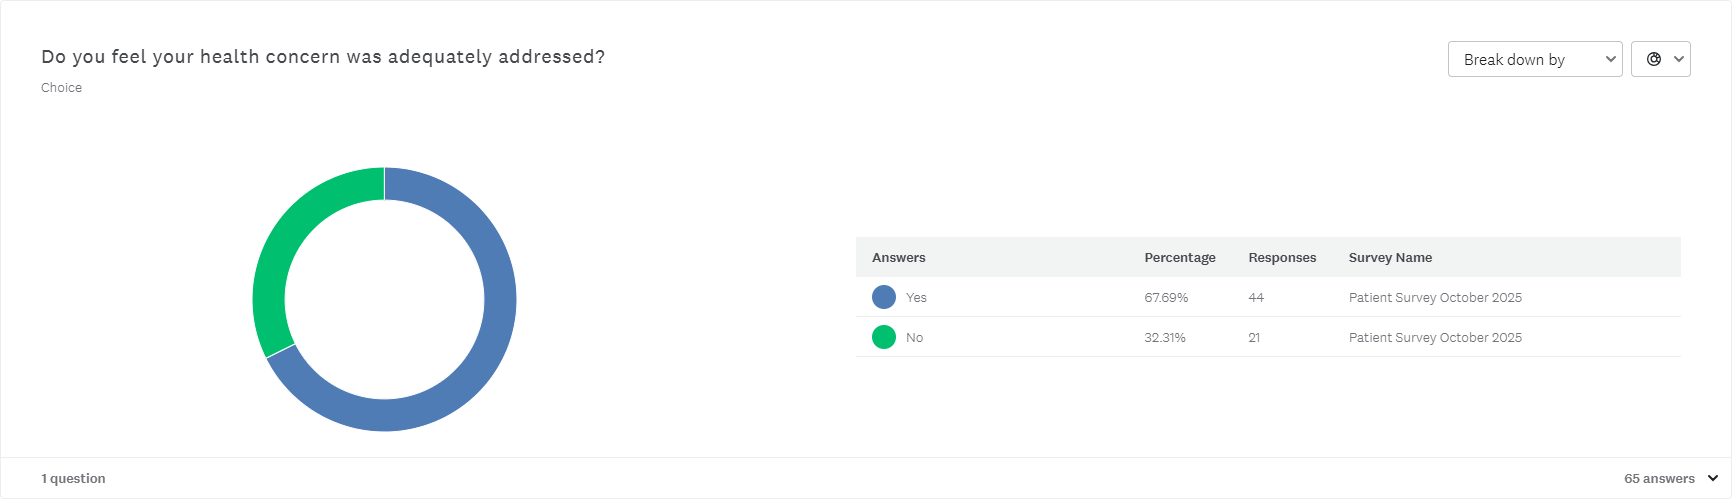 Do you feel your health concern was adequately addressed?
Break down by
Choice
Answers Percentage Responses Survey Name
Yes 67.69% 44 Patient Survey October 2025
No 32.31% 21 Patient Survey October 2025
1 question 65 answers